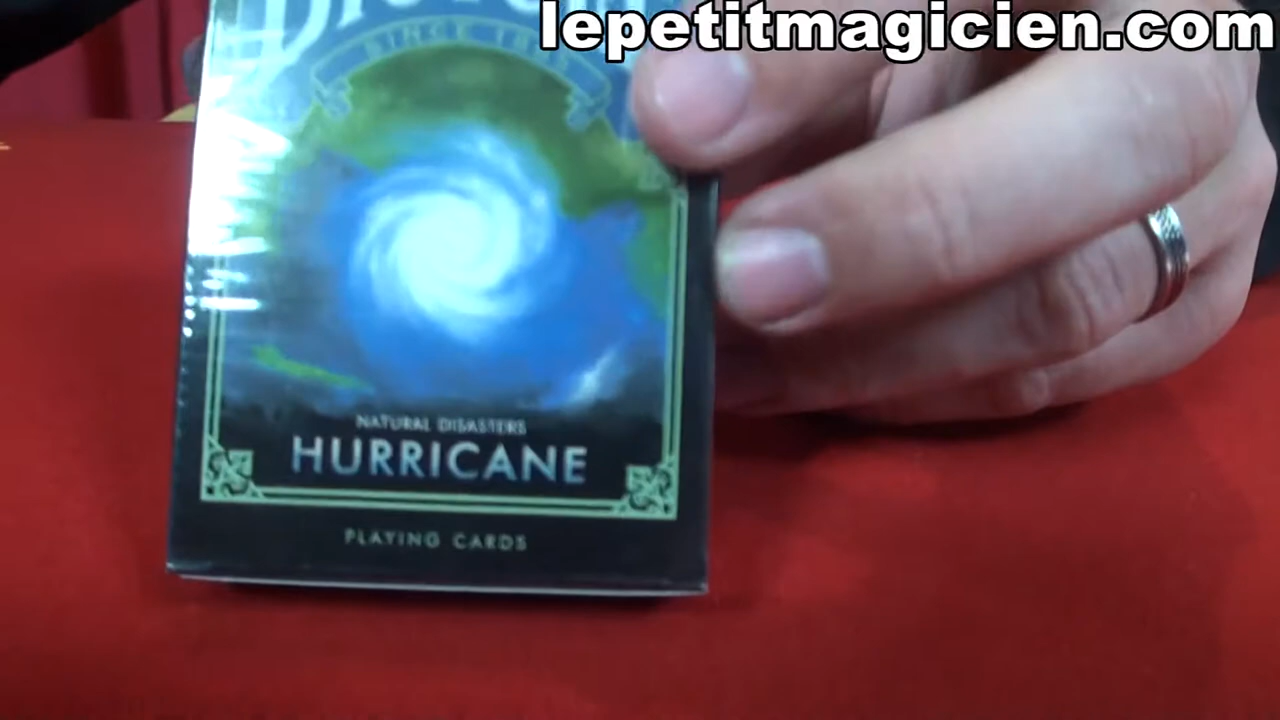 lepetitmagicien.com
NATURAL DISASTERS
HURRICANE
PLAYING CARDS